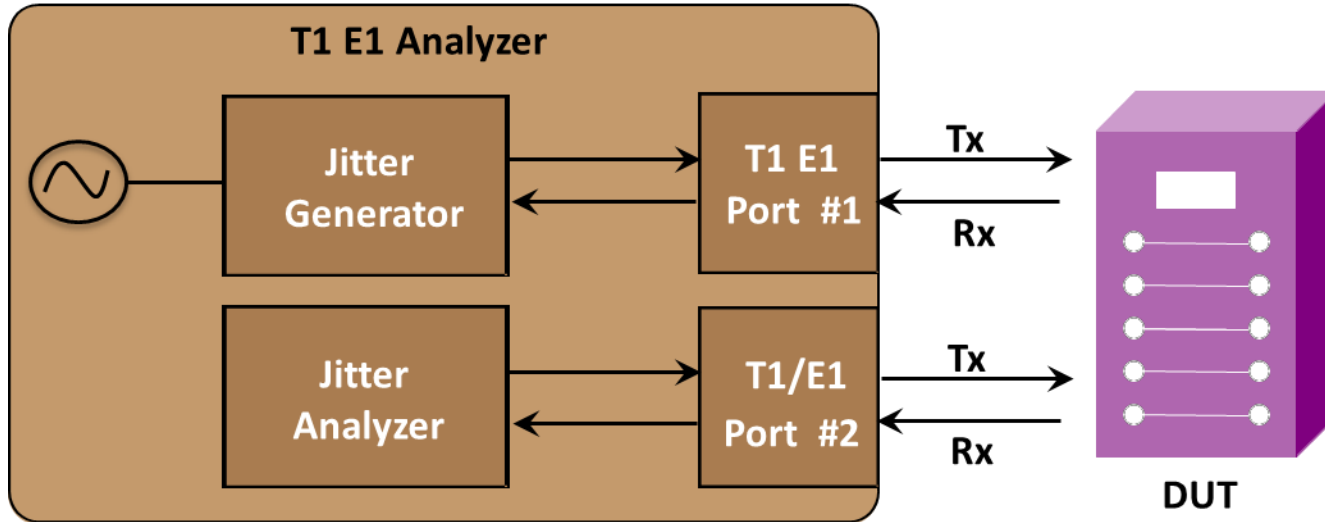 T1 E1 Analyzer
Jitter
Generator
T1 E1
Port #1
Tx
Rx
Jitter
Analyzer
T1/E1
Port #2
Tx
Rx
DUT